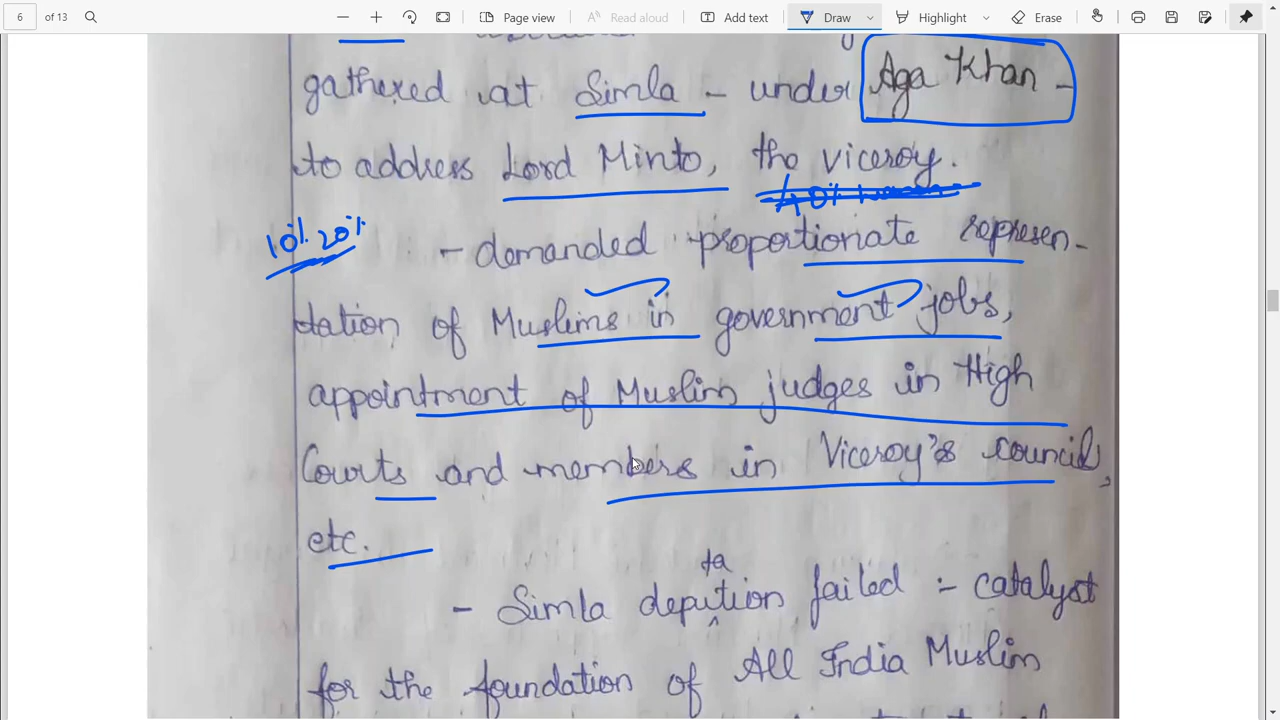 6 of 13 Page view Read aloud Add text Draw Highlight Erase
gathered at Simla - under Aga Khan -
to address Lord Minto, the viceroy.
10% 20%
- demanded proportionate represen-
tation of Muslims in government jobs,
appointment of Muslim judges in High
Courts and members in Viceroy's council,
etc.
ta
- Simla depution failed :- catalyst
for the foundation of All India Muslim